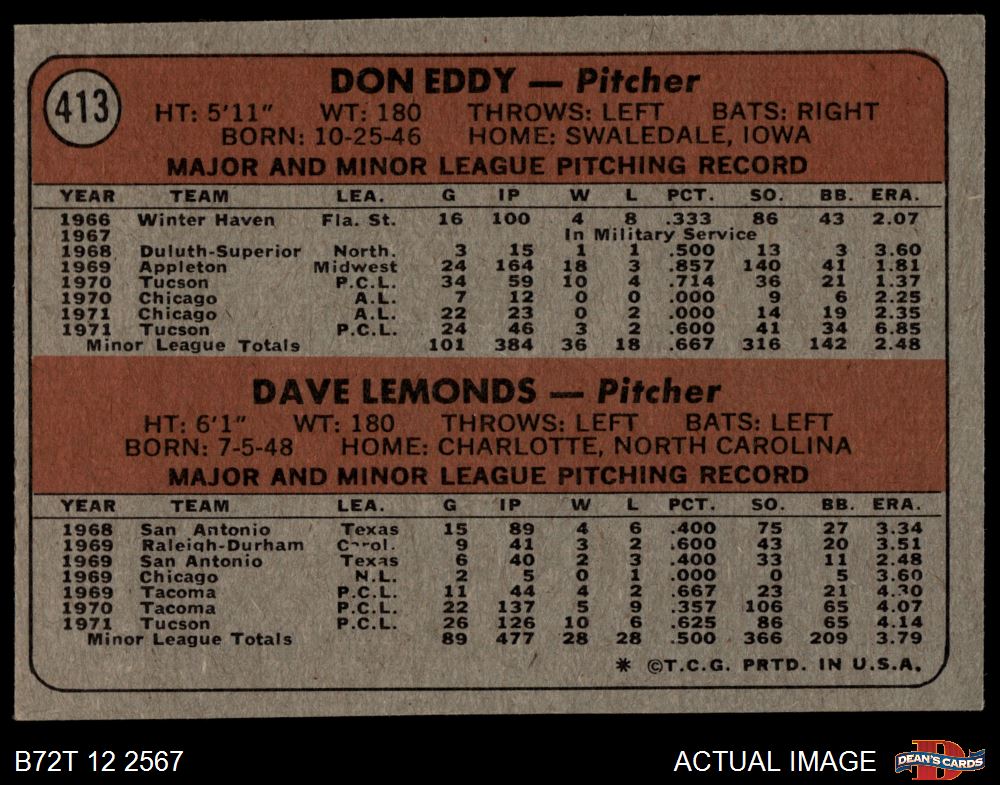 413
DON EDDY — Pitcher
HT: 5'11" WT: 180 THROWS: LEFT BATS: RIGHT
BORN: 10-25-46 HOME: SWALEDALE, IOWA
MAJOR AND MINOR LEAGUE PITCHING RECORD
YEAR TEAM LEA. G IP W L PCT. SO. BB. ERA.
1966 Winter Haven Fla. St. 16 100 4 8 .333 86 43 2.07
1967 In Military Service
1968 Duluth-Superior North. 3 15 1 1 .500 13 3 3.60
1969 Appleton Midwest 24 164 18 3 .857 140 41 1.81
1970 Tucson P.C.L. 34 59 10 4 .714 36 21 1.37
1970 Chicago A.L. 7 12 0 0 .000 9 6 2.25
1971 Chicago A.L. 22 23 0 2 .000 14 19 2.35
1971 Tucson P.C.L. 24 46 3 2 .600 41 34 6.85
Minor League Totals 101 384 36 18 .667 316 142 2.48
DAVE LEMONDS — Pitcher
HT: 6'1" WT: 180 THROWS: LEFT BATS: LEFT
BORN: 7-5-48 HOME: CHARLOTTE, NORTH CAROLINA
MAJOR AND MINOR LEAGUE PITCHING RECORD
YEAR TEAM LEA. G IP W L PCT. SO. BB. ERA.
1968 San Antonio Texas 15 89 4 6 .400 75 27 3.34
1969 Raleigh-Durham Carol. 9 41 3 2 .600 43 20 3.51
1969 San Antonio Texas 6 40 2 3 .400 33 11 2.48
1969 Chicago N.L. 2 5 0 1 .000 0 5 3.60
1969 Tacoma P.C.L. 11 44 4 2 .667 23 21 4.30
1970 Tacoma P.C.L. 22 137 5 9 .357 106 65 4.07
1971 Tucson P.C.L. 26 126 10 6 .625 86 65 4.14
Minor League Totals 89 477 28 28 .500 366 209 3.79
* ©T.C.G. PRTD. IN U.S.A.
B72T 12 2567 ACTUAL IMAGE
D
DEAN'S CARDS